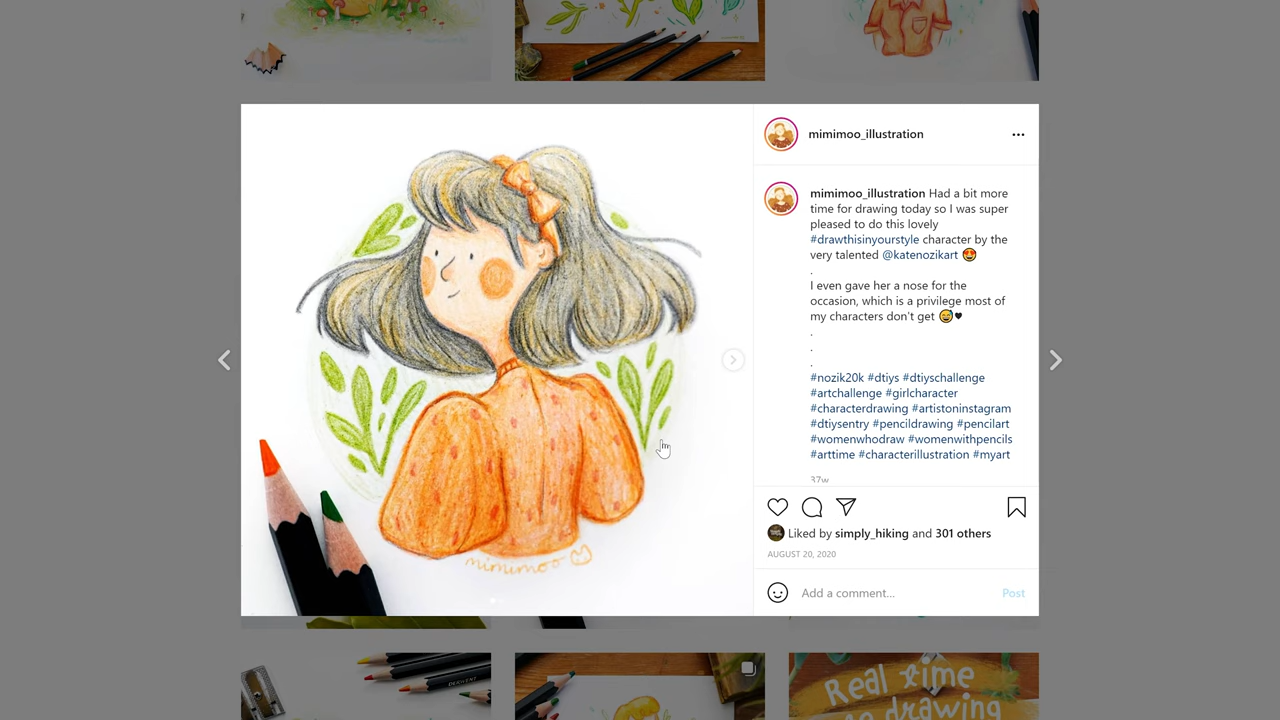 mimimoo_illustration
mimimoo_illustration Had a bit more
time for drawing today so I was super
pleased to do this lovely
#drawthisinyourstyle character by the
very talented @katenozikart 😍
.
I even gave her a nose for the
occasion, which is a privilege most of
my characters don't get 😅🖤
.
.
.
#nozik20k #dtiys #dtiyschallenge
#artchallenge #girlcharacter
#characterdrawing #artistoninstagram
#dtiysentry #pencildrawing #pencilart
#womenwhodraw #womenwithpencils
#arttime #characterillustration #myart
37w
Liked by simply_hiking and 301 others
AUGUST 20, 2020
Add a comment... Post
mimimoo
DERWENT
Real time
drawing